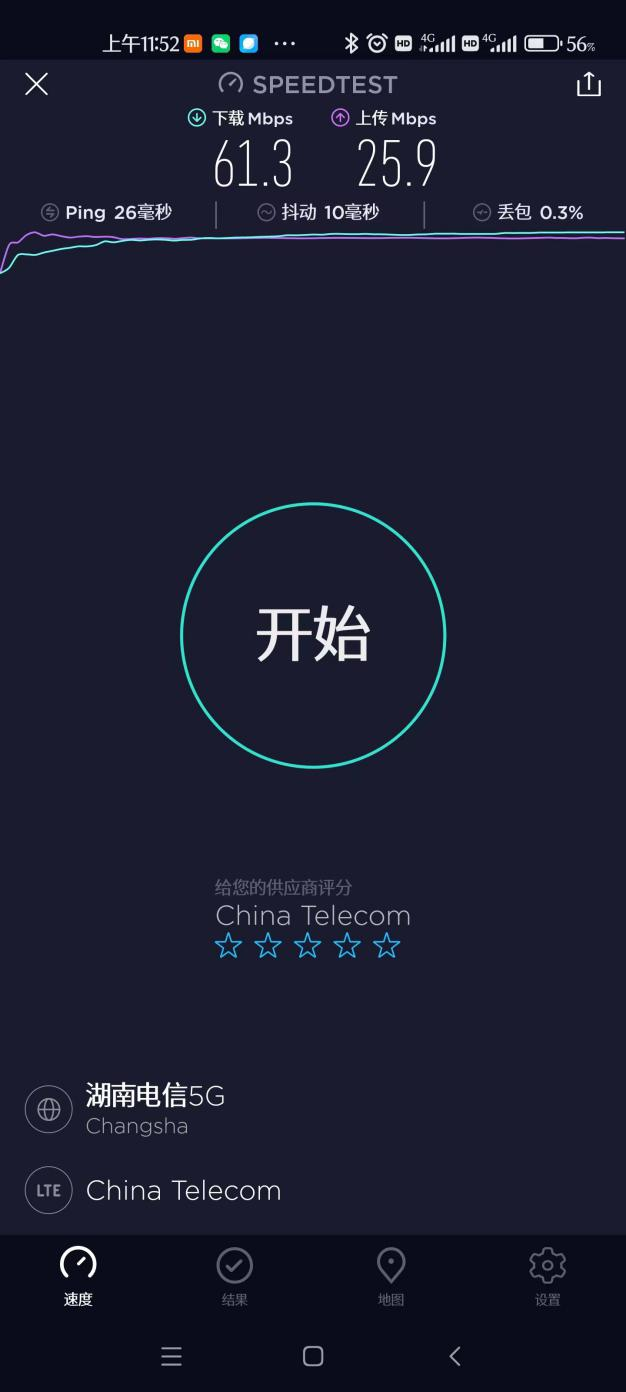 上午11:52 HD 4G HD 4G 56%
SPEEDTEST
下载 Mbps 上传 Mbps
61.3 25.9
Ping 26毫秒 抖动 10毫秒 丢包 0.3%
开始
给您的供应商评分
China Telecom
湖南电信5G
Changsha
LTE China Telecom
速度 结果 地图 设置